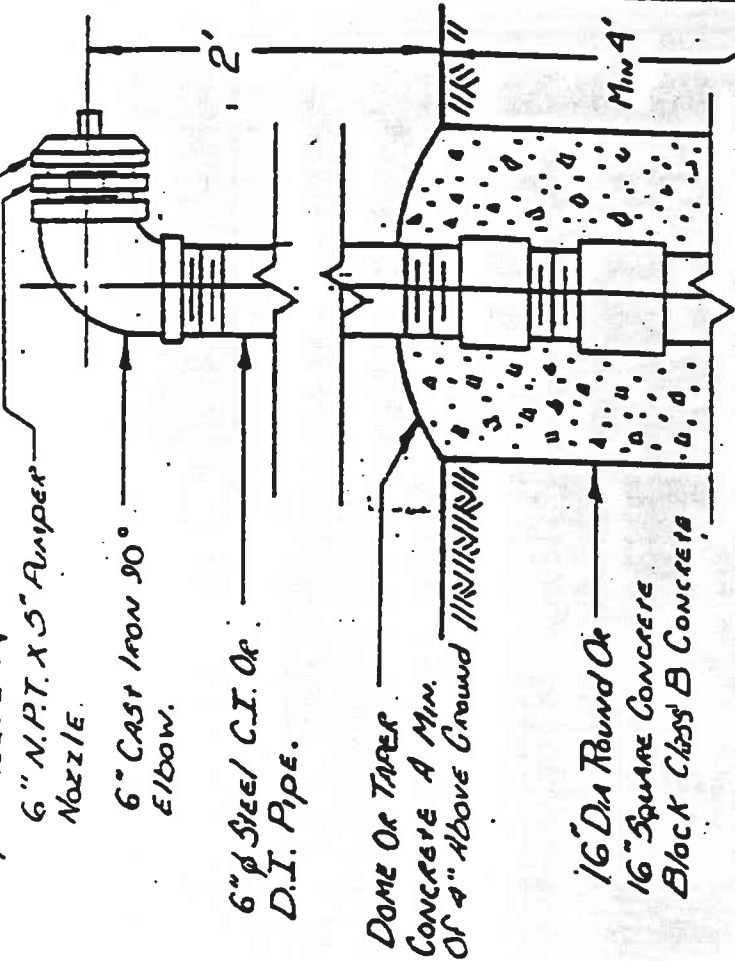 6" N.P.T. X 5" PUMPER
NOZZLE.
6" CAST IRON 90°
Elbow.
6" ø STEEL C.I. OR
D.I. PIPE.
DOME OR TAPER
CONCRETE A MIN.
OF 4" ABOVE GROUND
16" DIA ROUND OR
16" SQUARE CONCRETE
BLOCK CLASS B CONCRETE
2'
MIN 4'